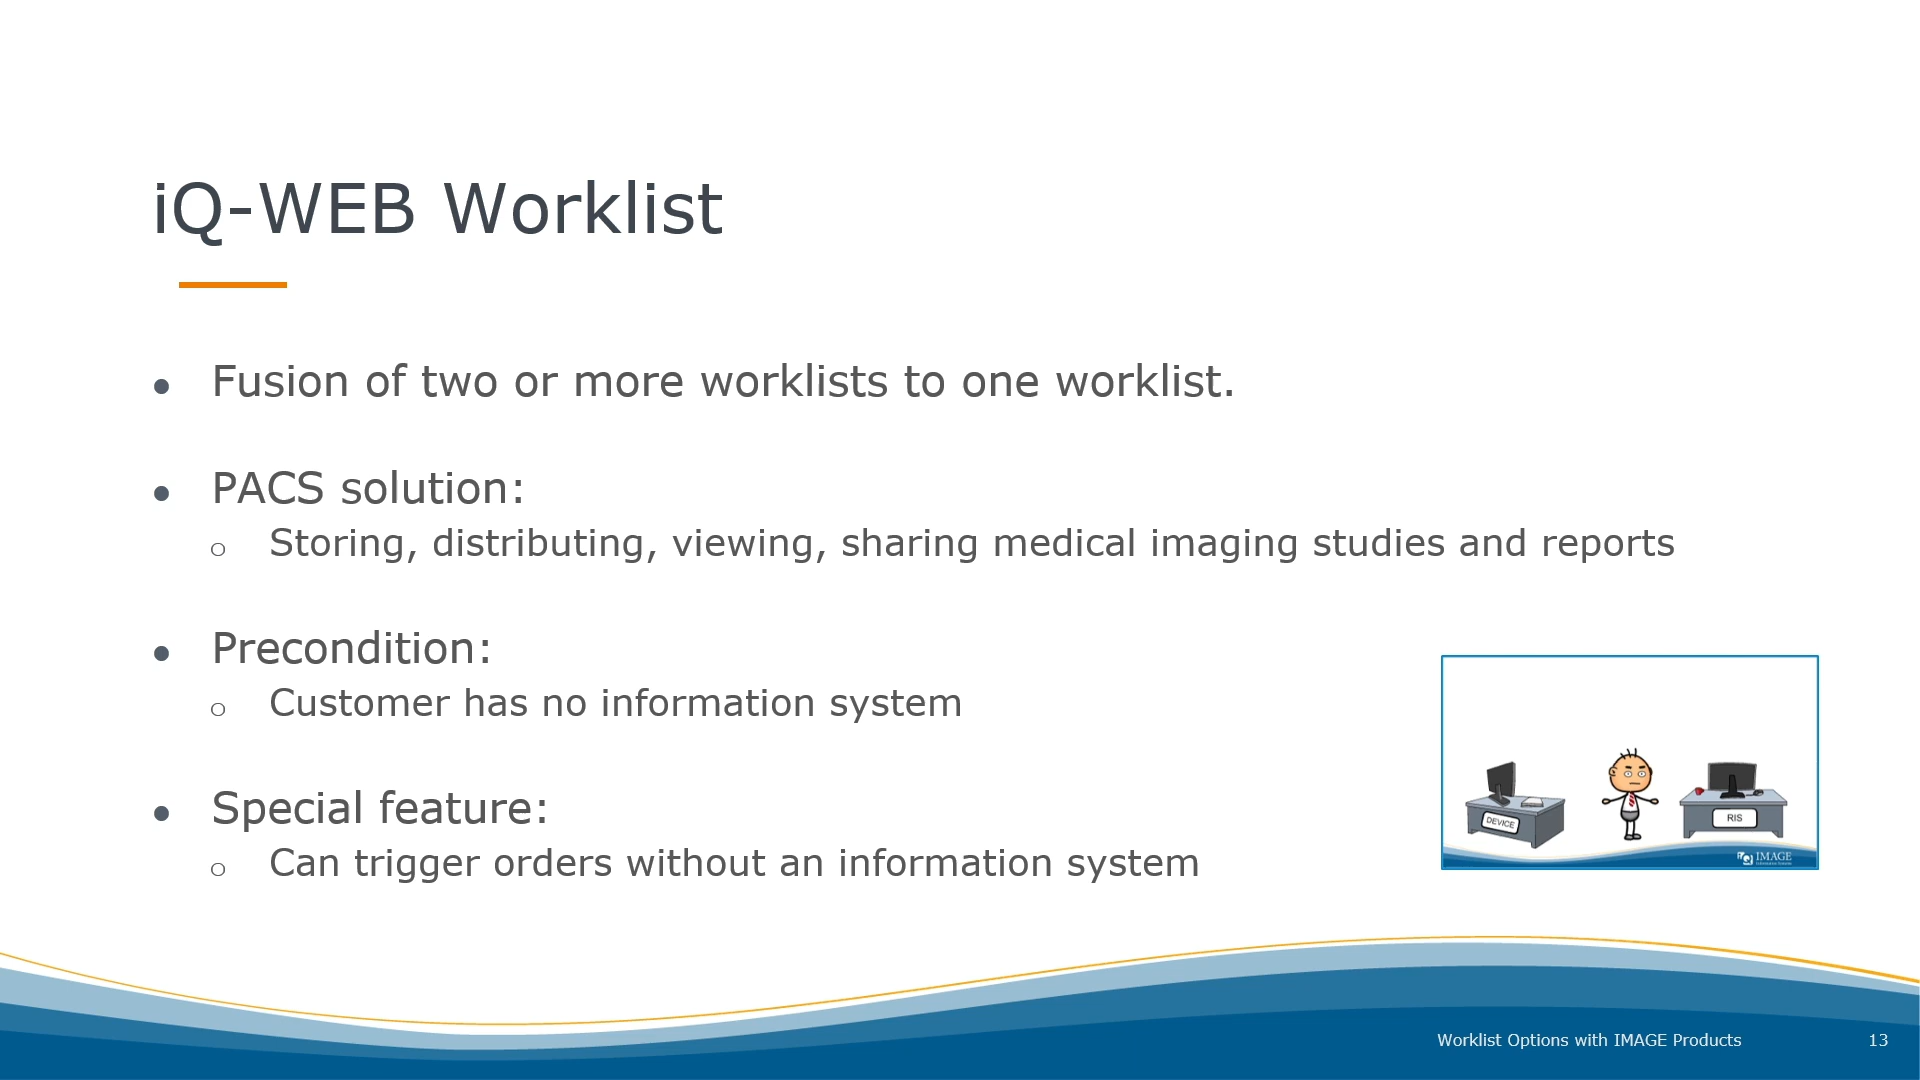 iQ-WEB Worklist
● Fusion of two or more worklists to one worklist.
● PACS solution:
o Storing, distributing, viewing, sharing medical imaging studies and reports
● Precondition:
o Customer has no information system
● Special feature:
o Can trigger orders without an information system
DEVICE
RIS
iQ IMAGE
Worklist Options with IMAGE Products
13